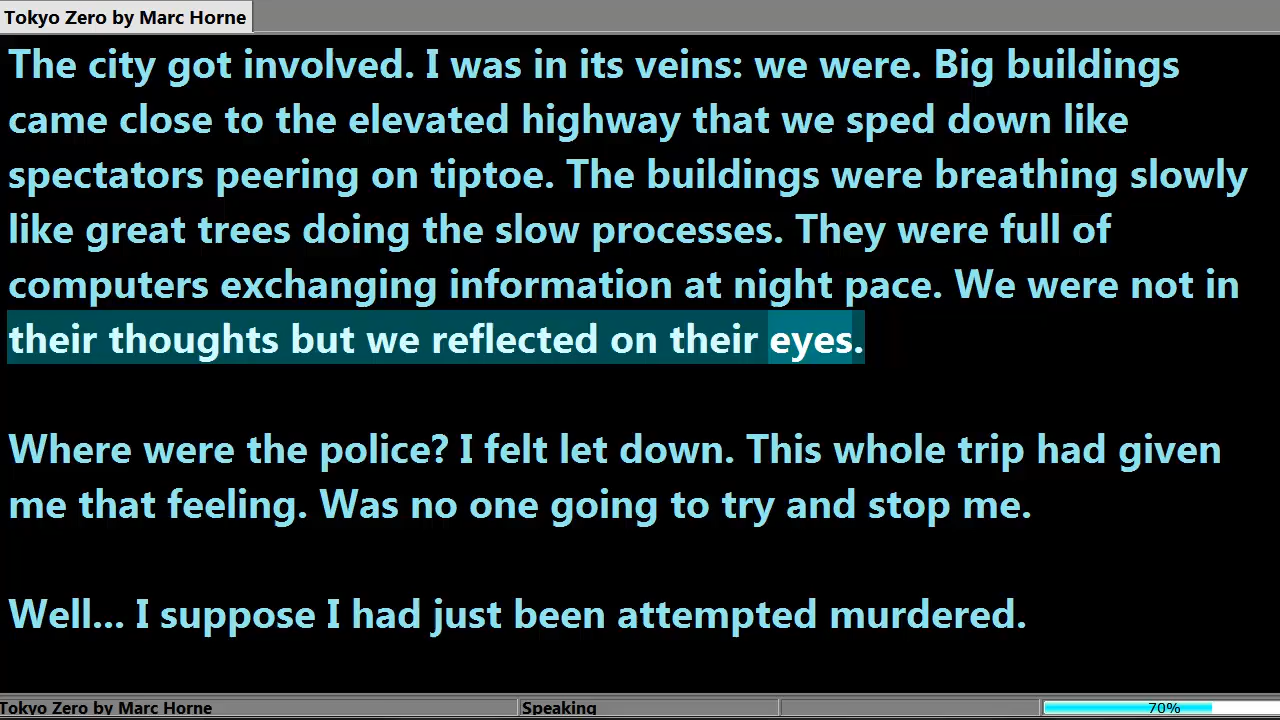 Tokyo Zero by Marc Horne
The city got involved. I was in its veins: we were. Big buildings
came close to the elevated highway that we sped down like
spectators peering on tiptoe. The buildings were breathing slowly
like great trees doing the slow processes. They were full of
computers exchanging information at night pace. We were not in
their thoughts but we reflected on their eyes.
Where were the police? I felt let down. This whole trip had given
me that feeling. Was no one going to try and stop me.
Well... I suppose I had just been attempted murdered.
Tokyo Zero by Marc Horne
Speaking
70%